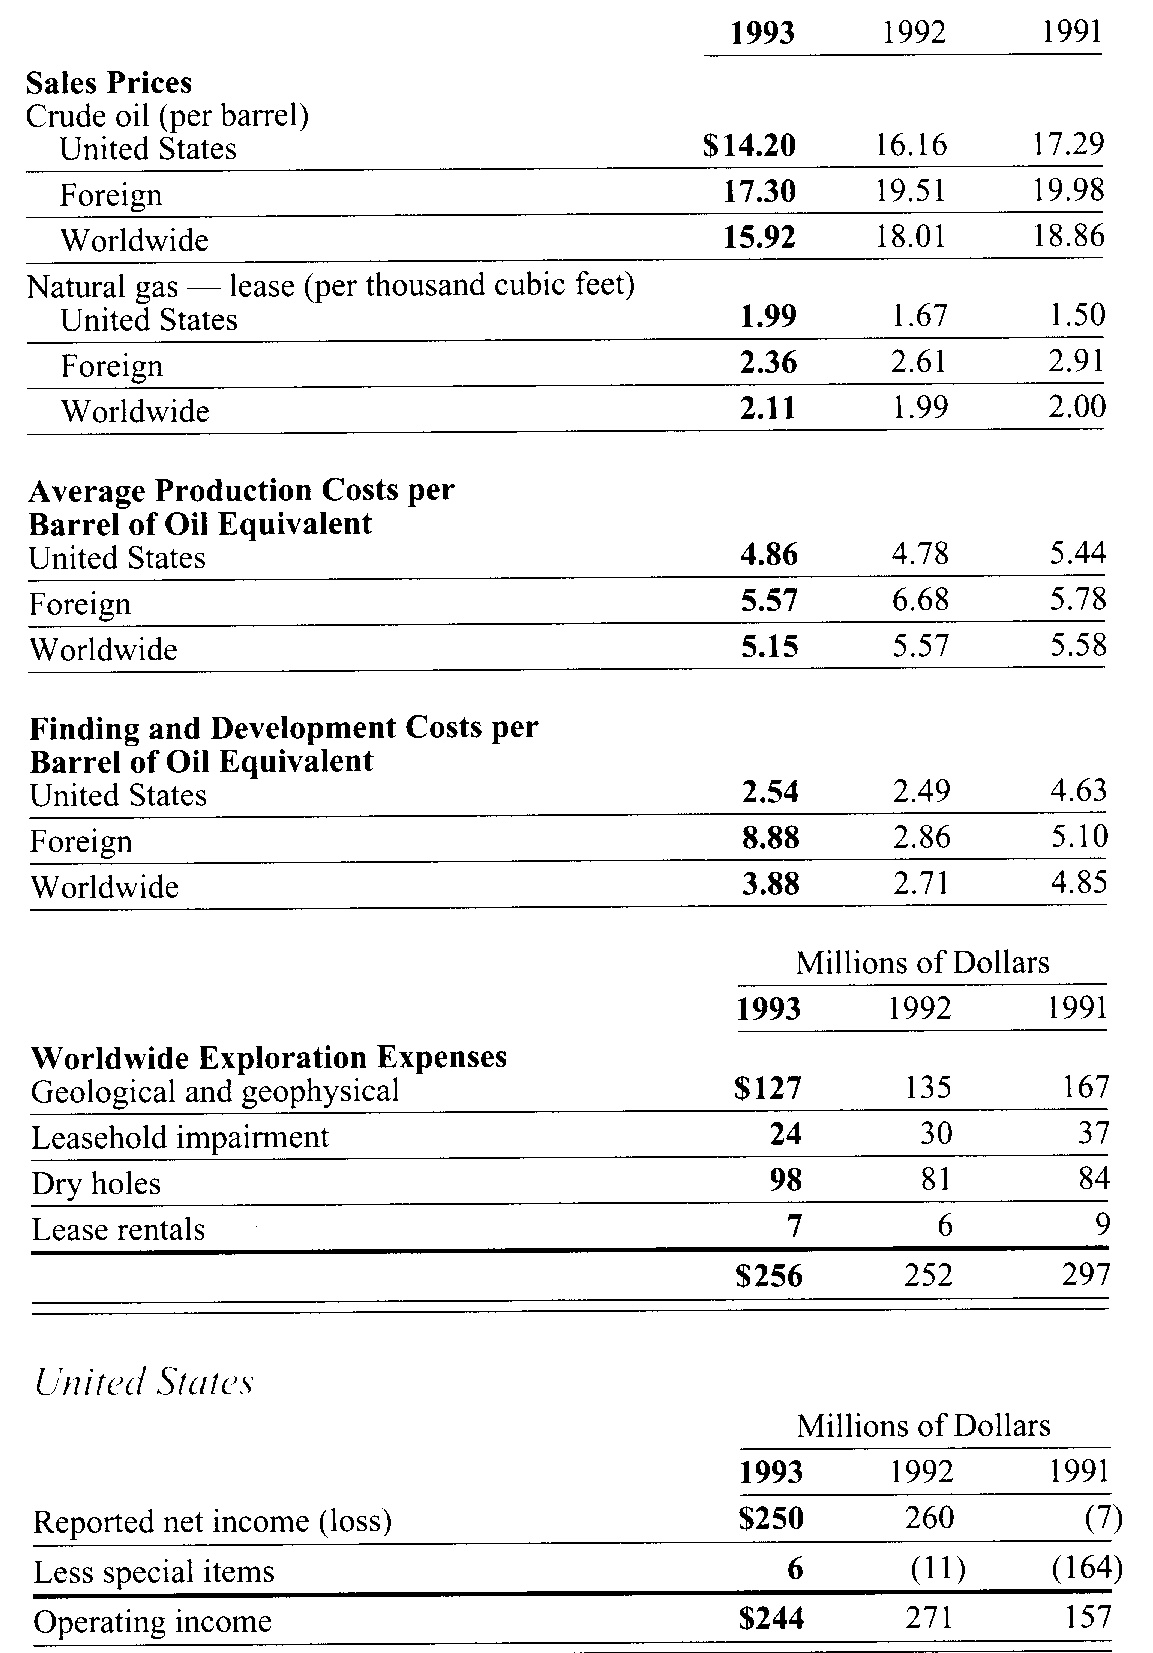 1993 1992 1991
Sales Prices
Crude oil (per barrel)
United States $14.20 16.16 17.29
Foreign 17.30 19.51 19.98
Worldwide 15.92 18.01 18.86
Natural gas — lease (per thousand cubic feet)
United States 1.99 1.67 1.50
Foreign 2.36 2.61 2.91
Worldwide 2.11 1.99 2.00
Average Production Costs per
Barrel of Oil Equivalent
United States 4.86 4.78 5.44
Foreign 5.57 6.68 5.78
Worldwide 5.15 5.57 5.58
Finding and Development Costs per
Barrel of Oil Equivalent
United States 2.54 2.49 4.63
Foreign 8.88 2.86 5.10
Worldwide 3.88 2.71 4.85
Millions of Dollars
1993 1992 1991
Worldwide Exploration Expenses
Geological and geophysical $127 135 167
Leasehold impairment 24 30 37
Dry holes 98 81 84
Lease rentals 7 6 9
$256 252 297
United States
Millions of Dollars
1993 1992 1991
Reported net income (loss) $250 260 (7)
Less special items 6 (11) (164)
Operating income $244 271 157